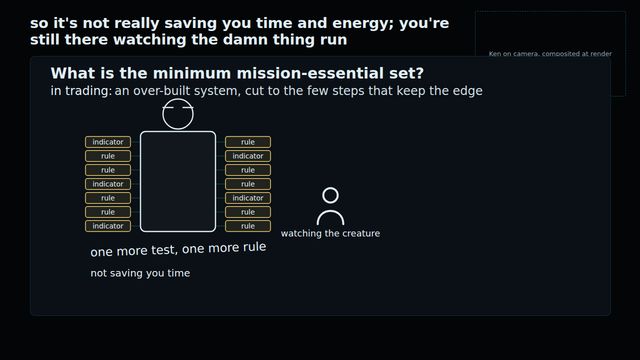 so it's not really saving you time and energy; you're
still there watching the damn thing run
Ken on camera, composited at render
What is the minimum mission-essential set?
in trading: an over-built system, cut to the few steps that keep the edge
indicator
rule
rule
indicator
rule
rule
indicator
rule
indicator
rule
rule
indicator
rule
rule
watching the creature
one more test, one more rule
not saving you time